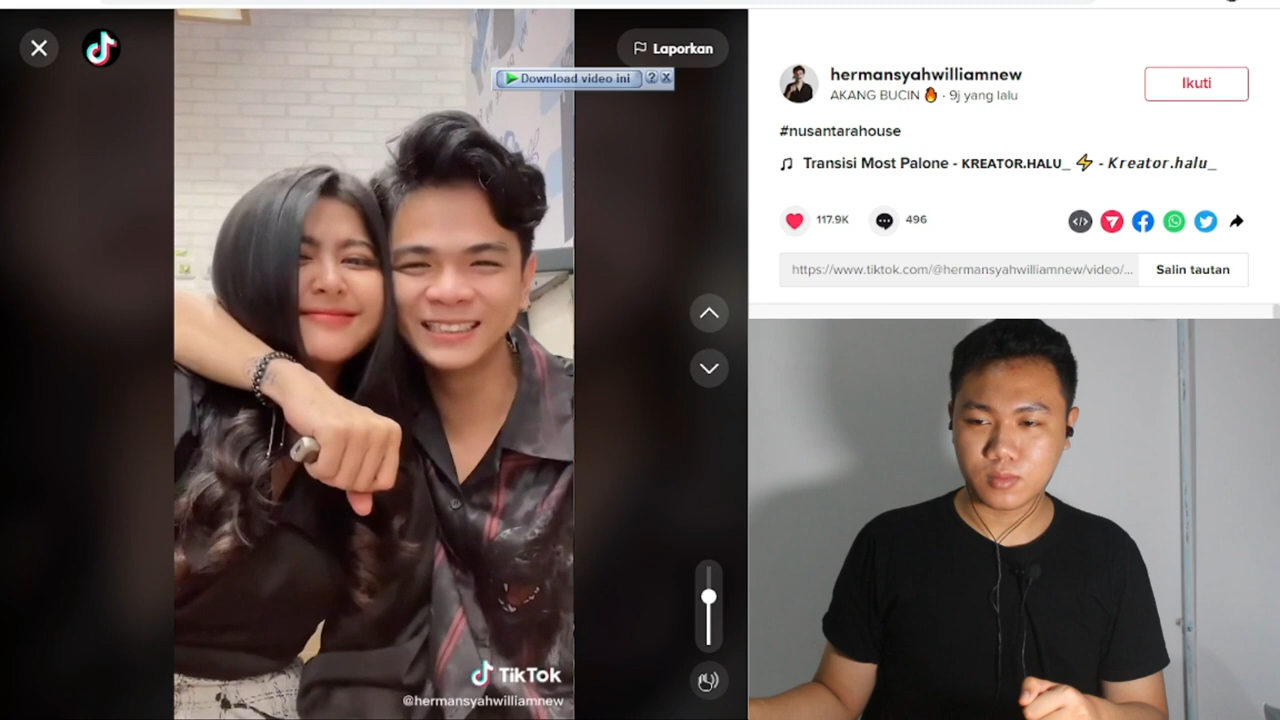 Laporkan
Download video ini
TikTok
@hermansyahwilliamnew
hermansyahwilliamnew
AKANG BUCIN 🔥 · 9j yang lalu
Ikuti
#nusantarahouse
Transisi Most Palone - KREATOR.HALU_ ⚡ - Kreator.halu_
117.9K
496
https://www.tiktok.com/@hermansyahwilliamnew/video/...
Salin tautan